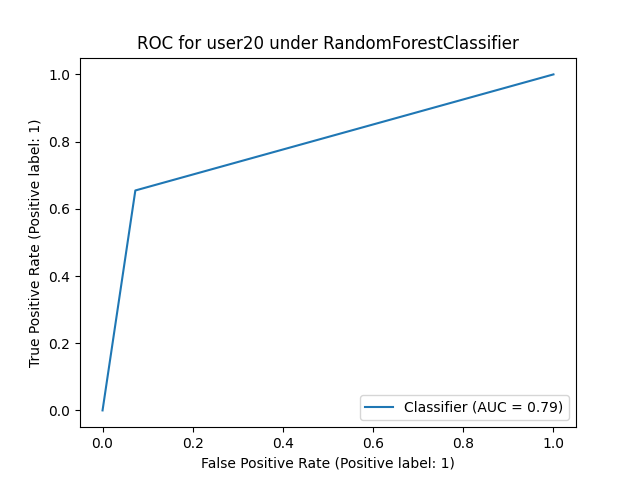 ROC for user20 under RandomForestClassifier
True Positive Rate (Positive label: 1)
1.0
0.8
0.6
0.4
0.2
0.0
0.0 0.2 0.4 0.6 0.8 1.0
False Positive Rate (Positive label: 1)
Classifier (AUC = 0.79)